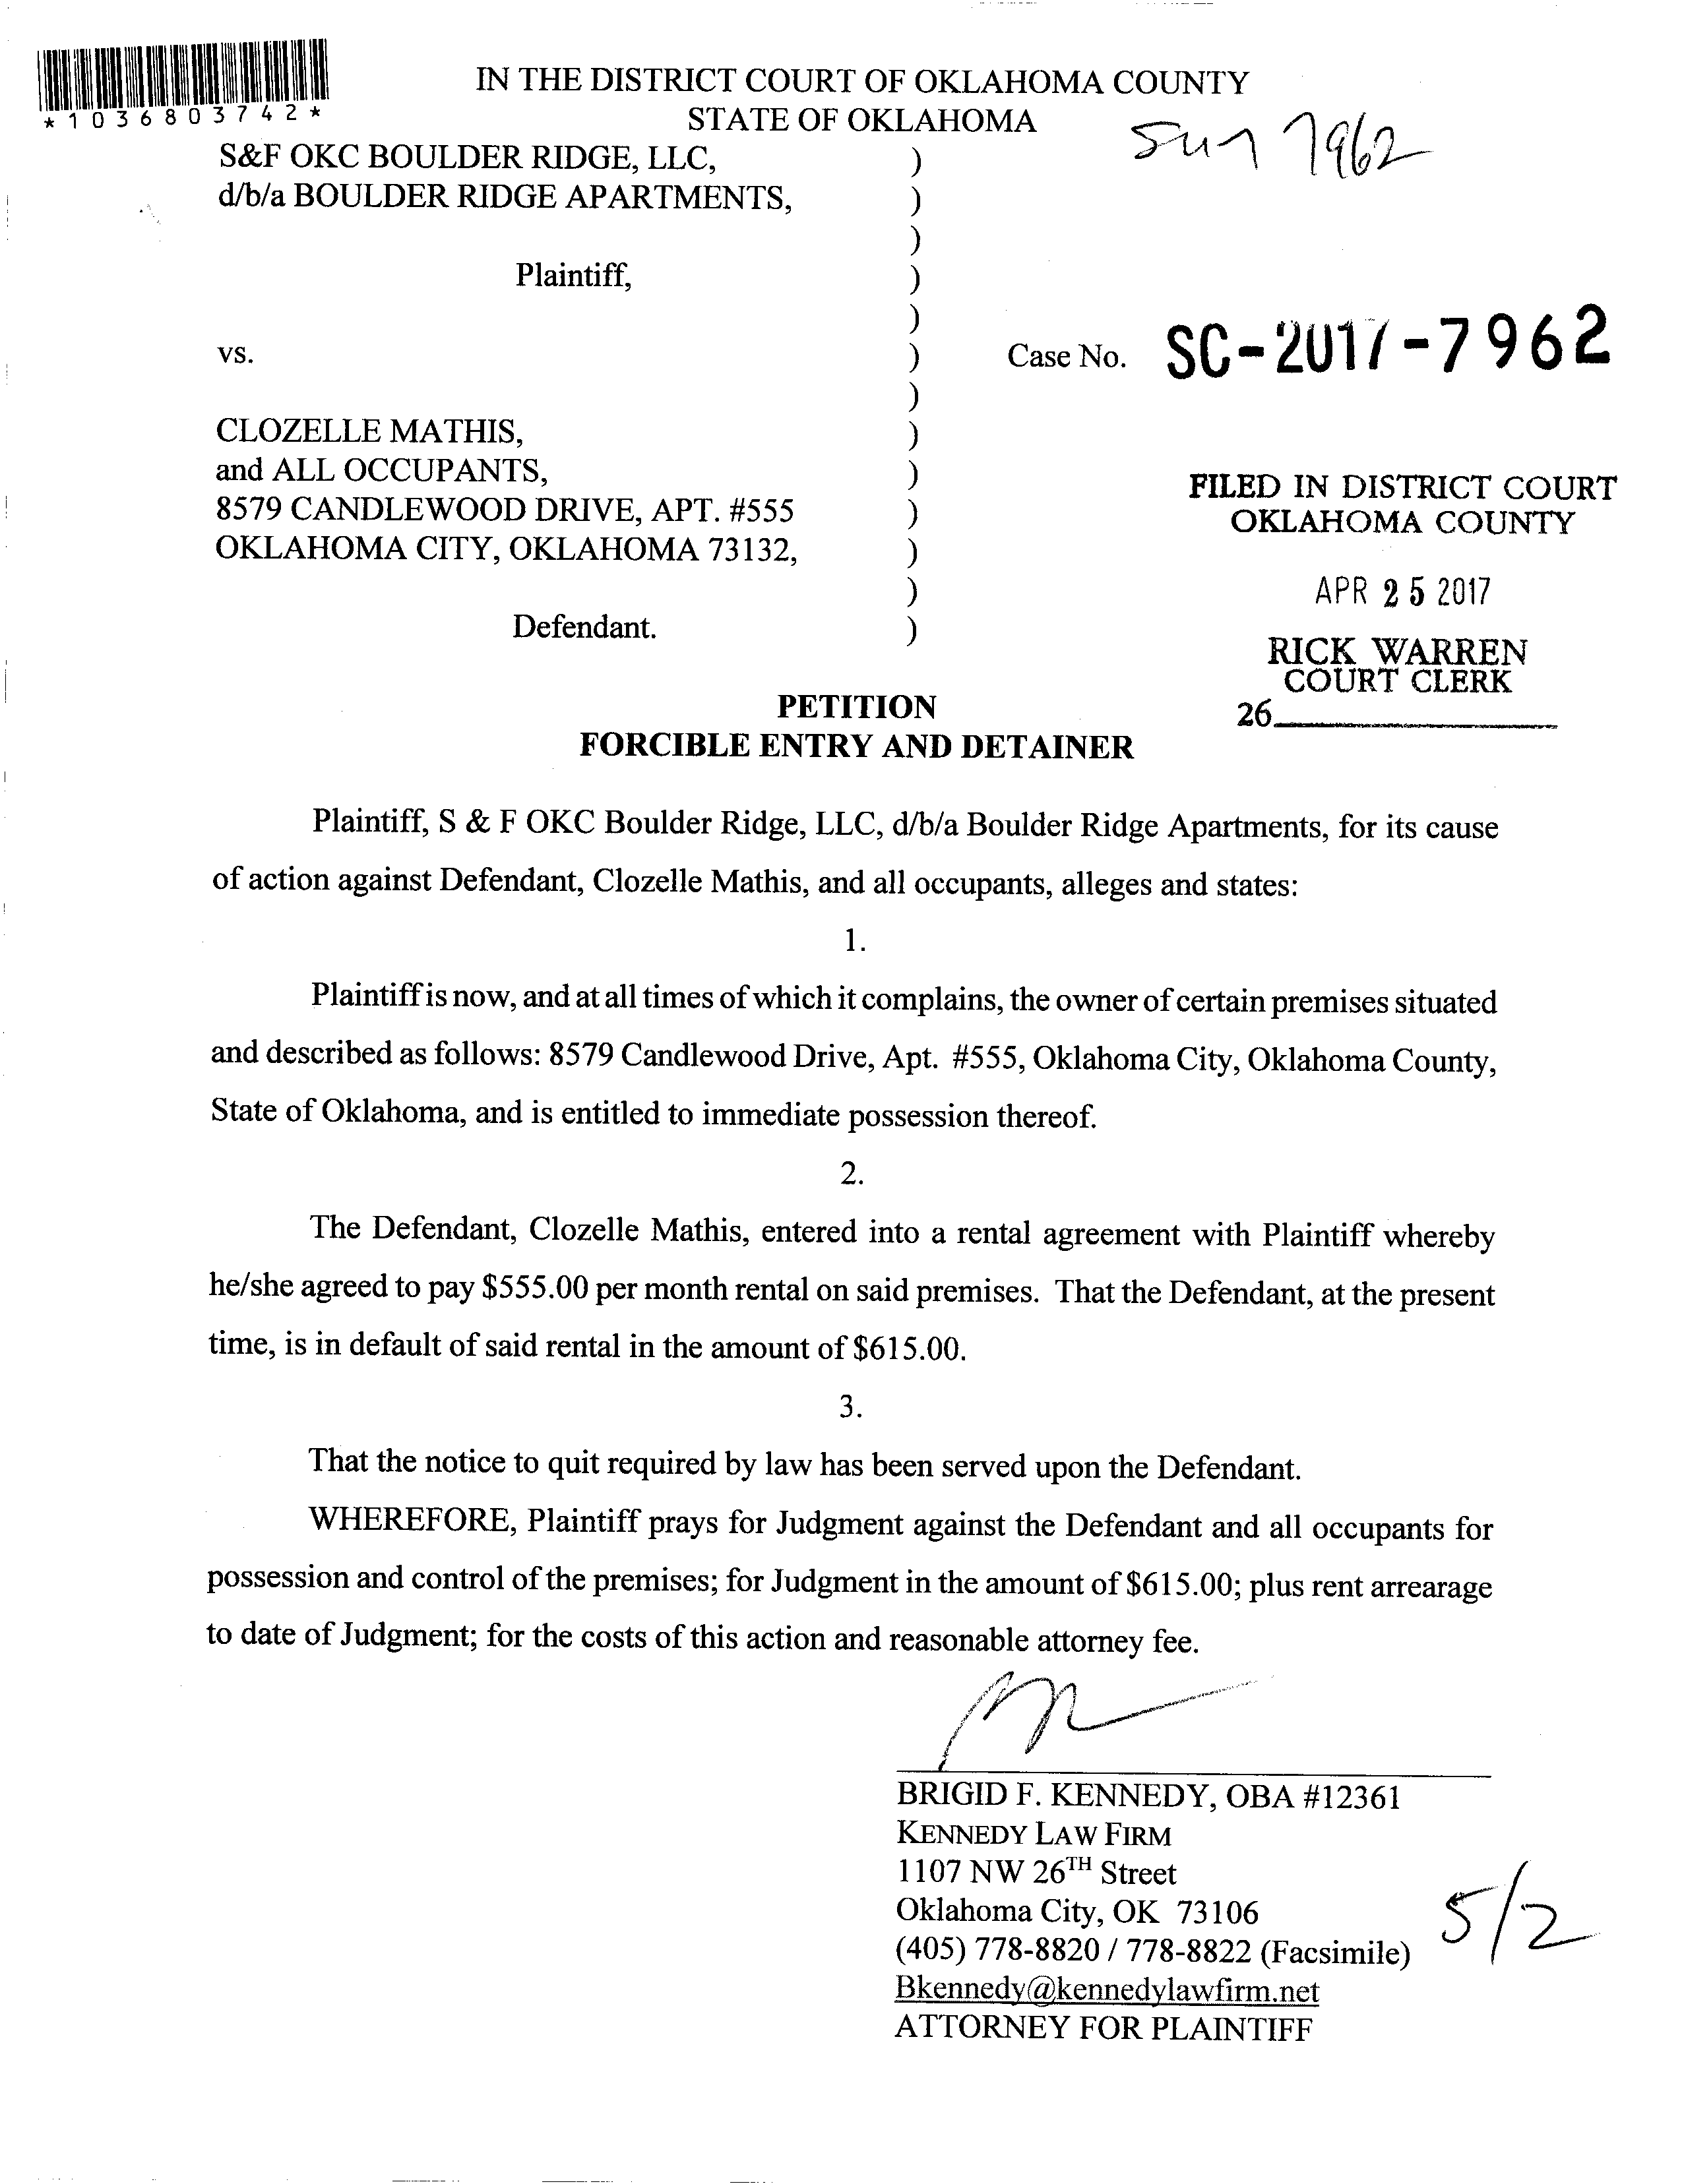 *1036803742*
IN THE DISTRICT COURT OF OKLAHOMA COUNTY
STATE OF OKLAHOMA
7962
S&F OKC BOULDER RIDGE, LLC, )
d/b/a BOULDER RIDGE APARTMENTS, )
)
Plaintiff, )
)
vs. ) Case No. SC-2017-7962
)
CLOZELLE MATHIS, )
and ALL OCCUPANTS, )
8579 CANDLEWOOD DRIVE, APT. #555 )
OKLAHOMA CITY, OKLAHOMA 73132, )
)
Defendant. )
FILED IN DISTRICT COURT
OKLAHOMA COUNTY
APR 25 2017
RICK WARREN
COURT CLERK
26
PETITION
FORCIBLE ENTRY AND DETAINER
Plaintiff, S & F OKC Boulder Ridge, LLC, d/b/a Boulder Ridge Apartments, for its cause
of action against Defendant, Clozelle Mathis, and all occupants, alleges and states:
1.
Plaintiff is now, and at all times of which it complains, the owner of certain premises situated
and described as follows: 8579 Candlewood Drive, Apt. #555, Oklahoma City, Oklahoma County,
State of Oklahoma, and is entitled to immediate possession thereof.
2.
The Defendant, Clozelle Mathis, entered into a rental agreement with Plaintiff whereby
he/she agreed to pay $555.00 per month rental on said premises. That the Defendant, at the present
time, is in default of said rental in the amount of $615.00.
3.
That the notice to quit required by law has been served upon the Defendant.
WHEREFORE, Plaintiff prays for Judgment against the Defendant and all occupants for
possession and control of the premises; for Judgment in the amount of $615.00; plus rent arrearage
to date of Judgment; for the costs of this action and reasonable attorney fee.
BRIGID F. KENNEDY, OBA #12361
KENNEDY LAW FIRM
1107 NW 26TH Street
Oklahoma City, OK 73106
(405) 778-8820 / 778-8822 (Facsimile)
Bkennedy@kennedylawfirm.net
ATTORNEY FOR PLAINTIFF
5/2